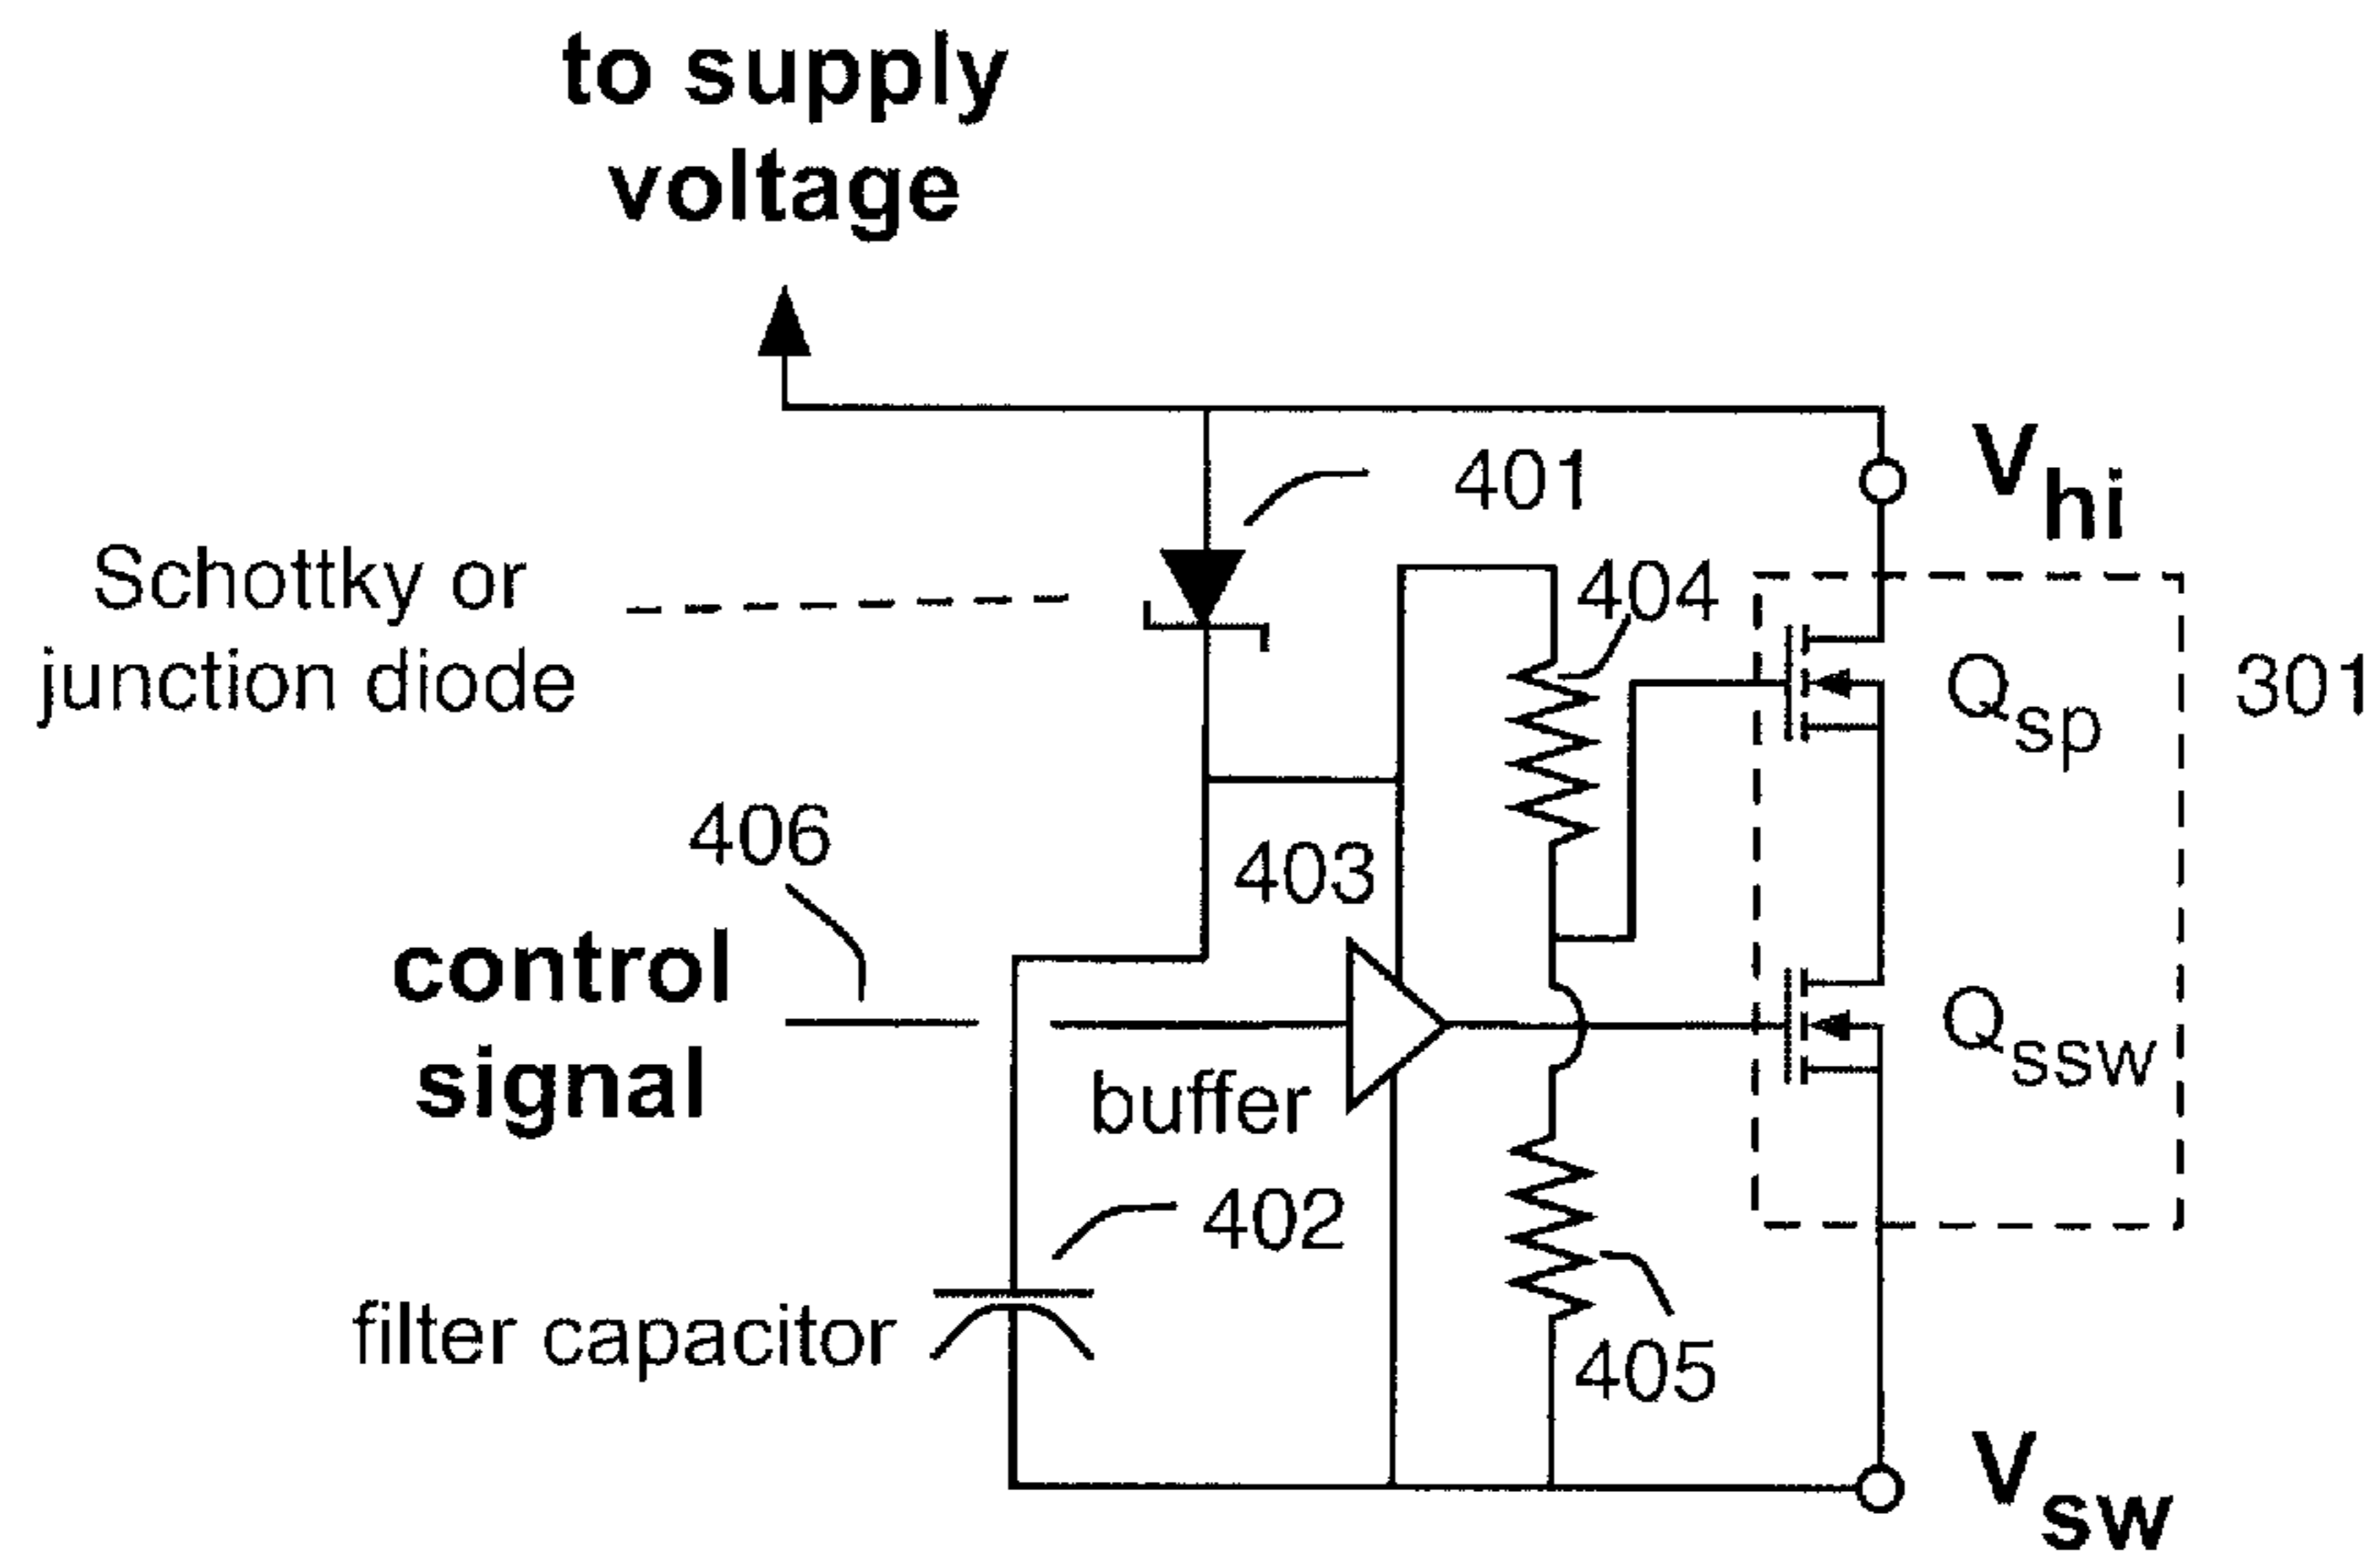 to supply
voltage
401
V hi
Schottky or
junction diode
404
Q sp
301
406
403
control
signal
Q ssw
buffer
402
filter capacitor
405
V sw